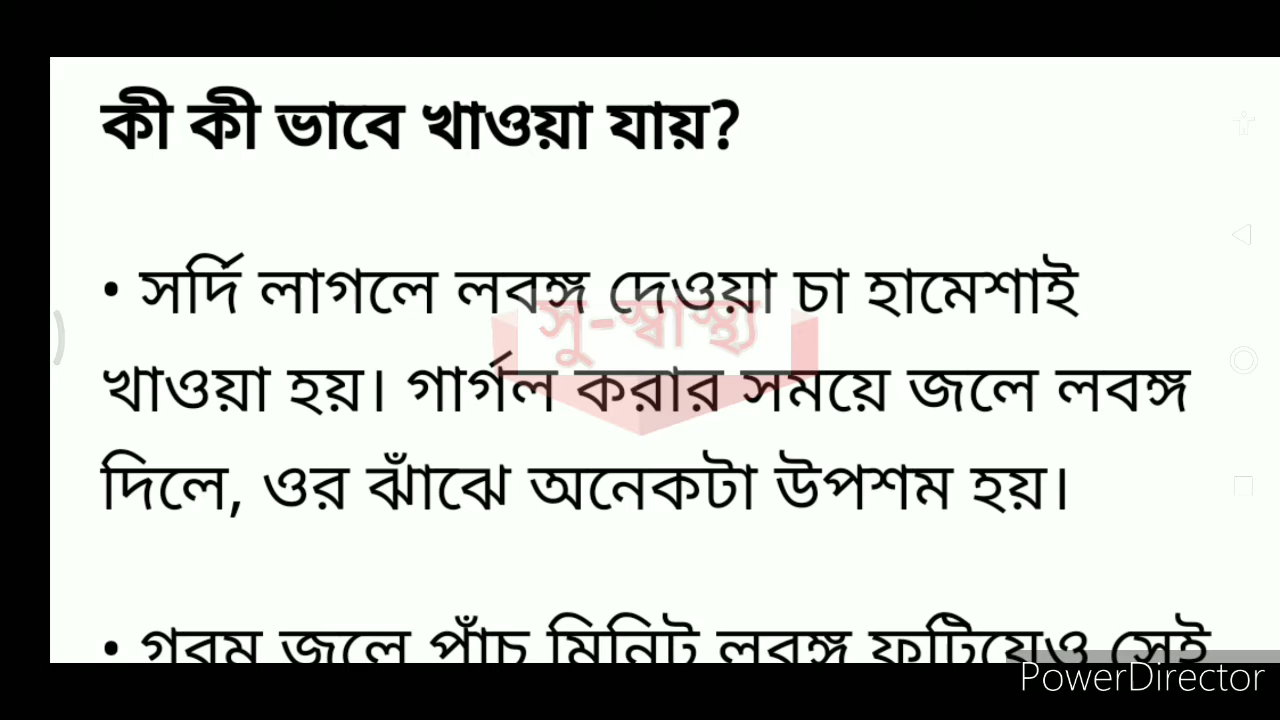 কী কী ভাবে খাওয়া যায়?
• সর্দি লাগলে লবঙ্গ দেওয়া চা হামেশাই
সু-স্বাস্থ্য
খাওয়া হয়। গার্গল করার সময়ে জলে লবঙ্গ
দিলে, ওর ঝাঁঝে অনেকটা উপশম হয়।
• গরম জলে পাঁচ মিনিট লবঙ্গ ফুটিয়েও সেই
PowerDirector